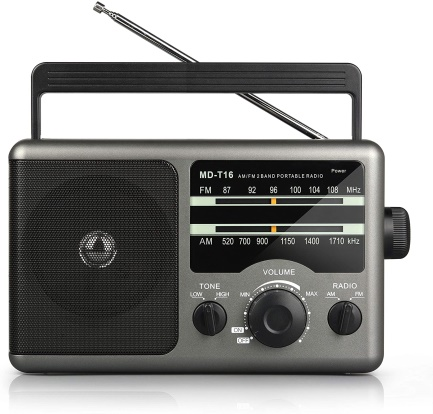 MD-T16 AM/FM 2 BAND PORTABLE RADIO Power
FM 87 92 96 100 104 108 MHz
AM 520 700 900 1150 1400 1710 kHz
VOLUME
TONE RADIO
LOW HIGH MIN MAX AM FM
ON
OFF